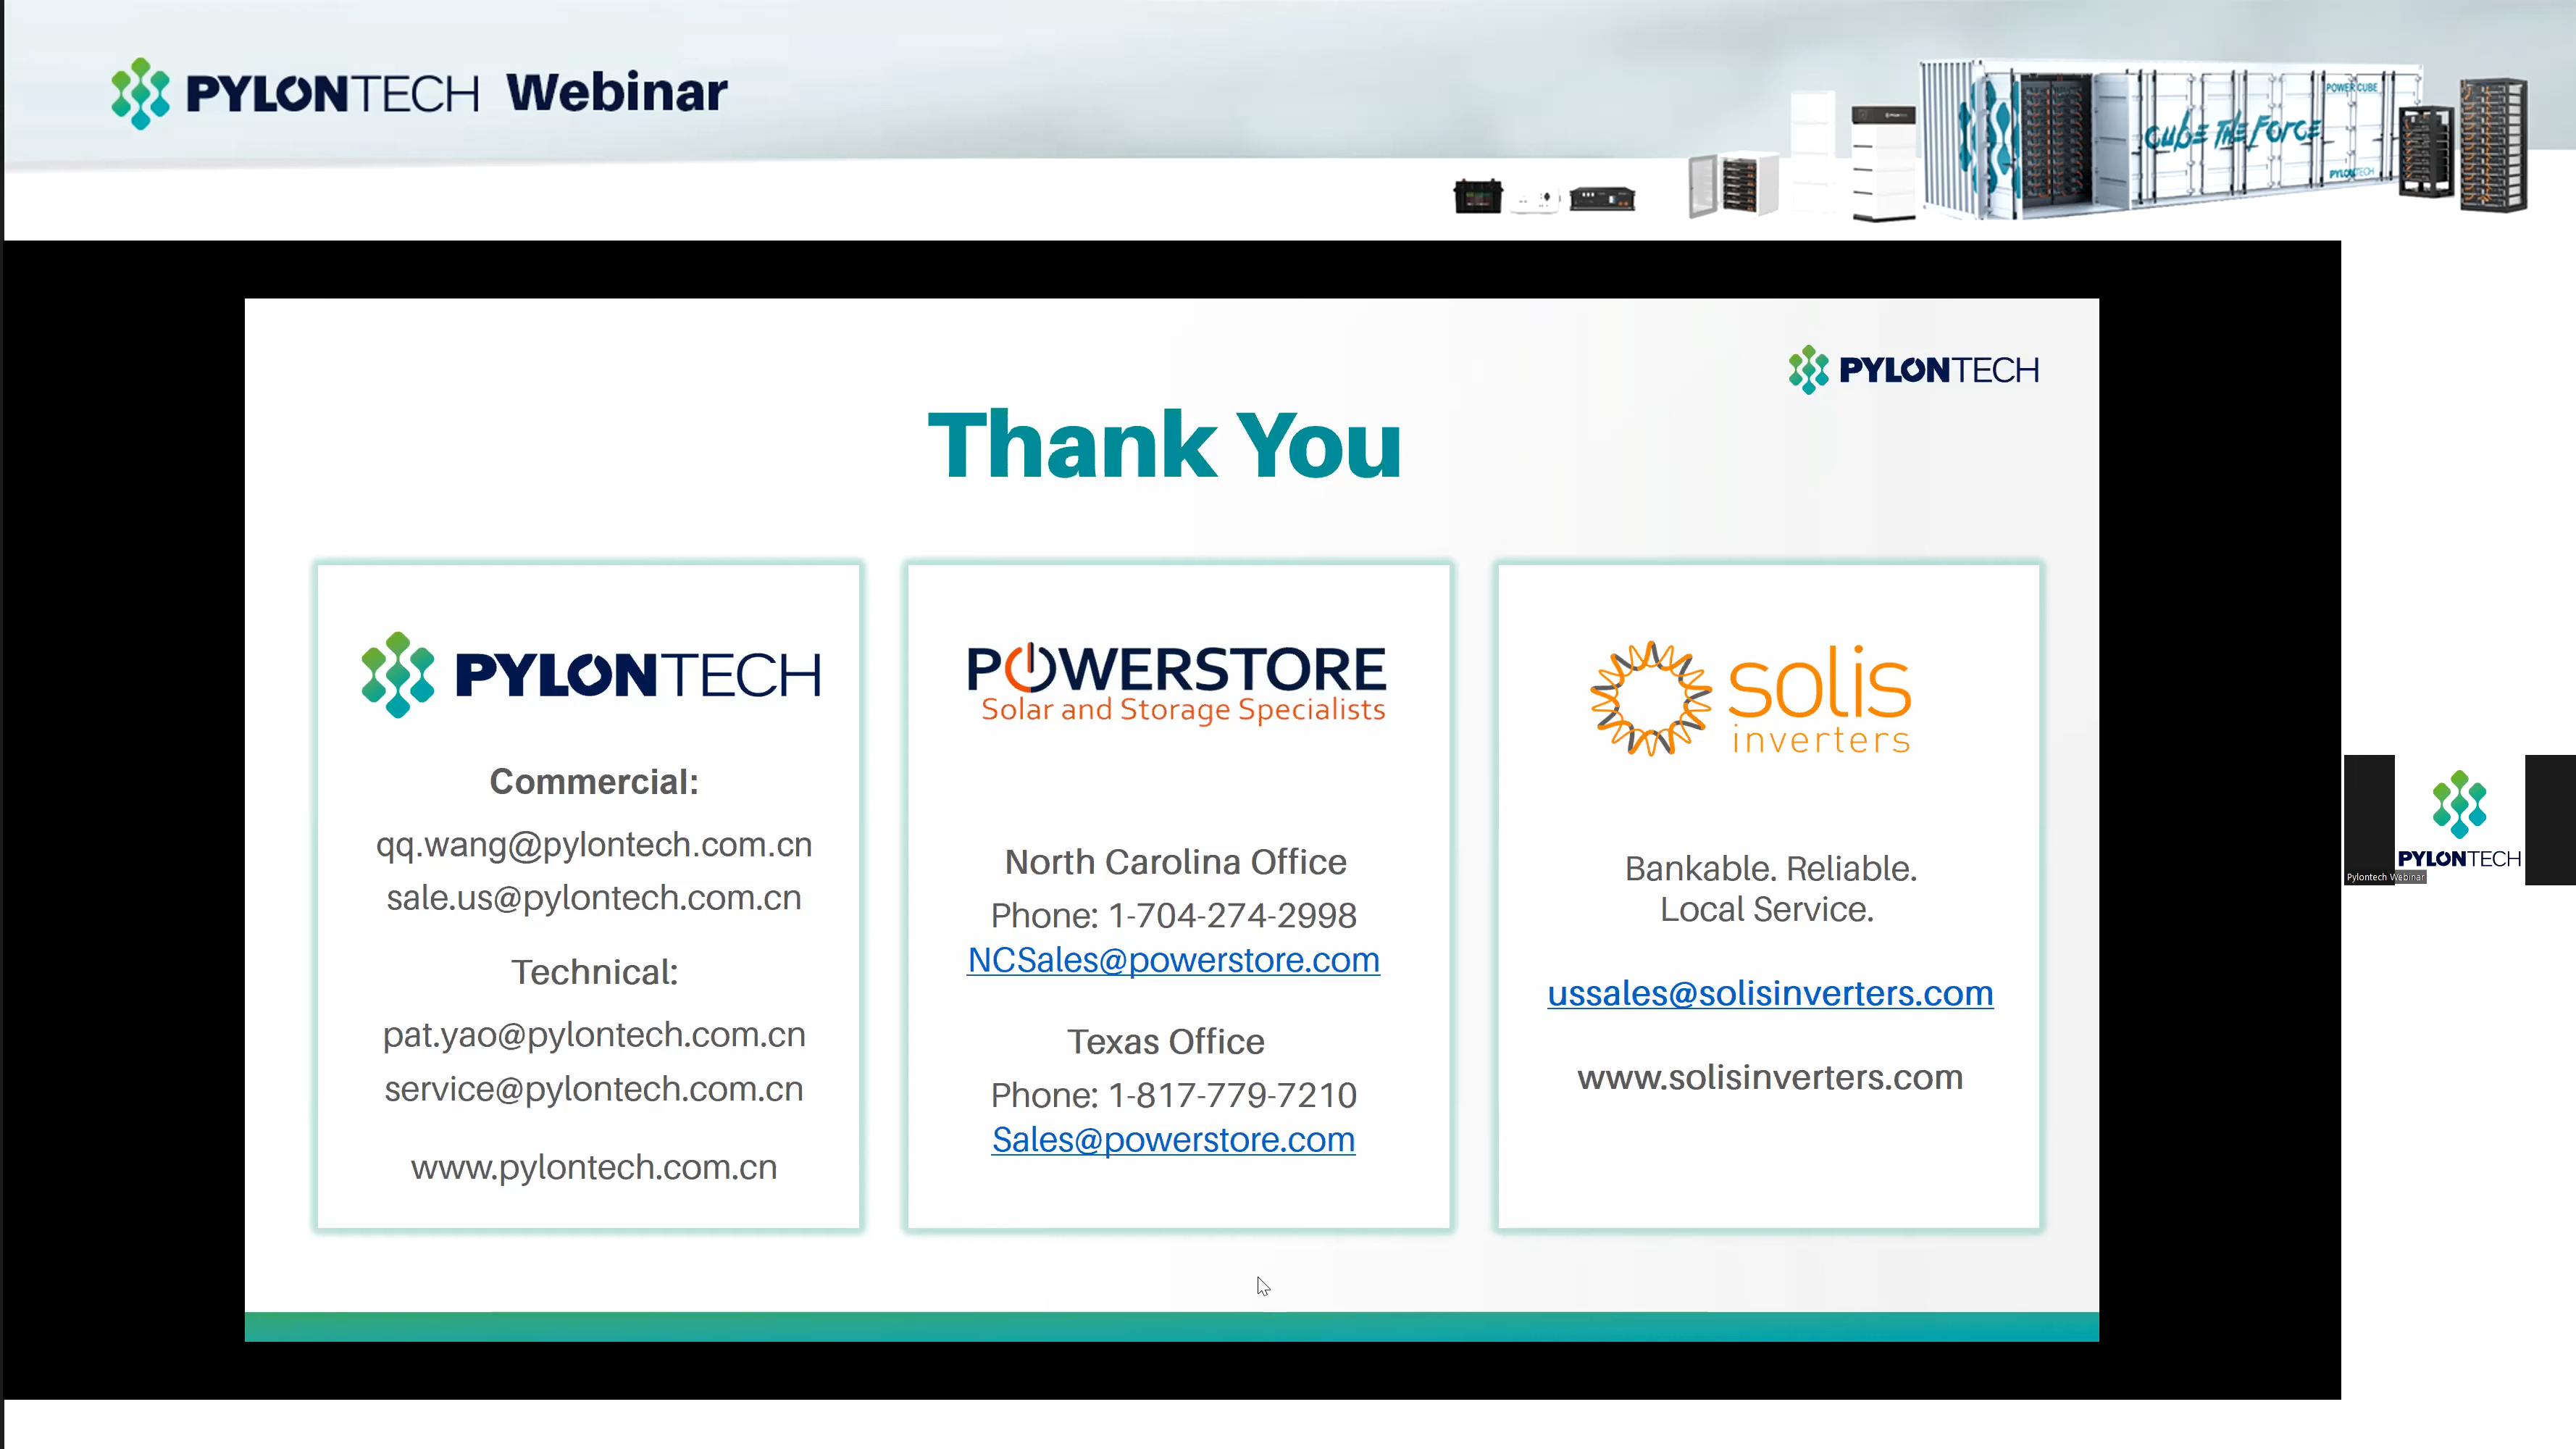 PYLONTECH Webinar
POWER CUBE
Cube The Force
PYLONTECH
PYLONTECH
Thank You
PYLONTECH
Commercial:
qq.wang@pylontech.com.cn
sale.us@pylontech.com.cn
Technical:
pat.yao@pylontech.com.cn
service@pylontech.com.cn
www.pylontech.com.cn
POWERSTORE
Solar and Storage Specialists
North Carolina Office
Phone: 1-704-274-2998
NCSales@powerstore.com
Texas Office
Phone: 1-817-779-7210
Sales@powerstore.com
solis
inverters
Bankable. Reliable.
Local Service.
ussales@solisinverters.com
www.solisinverters.com
PYLONTECH
Pylontech Webinar